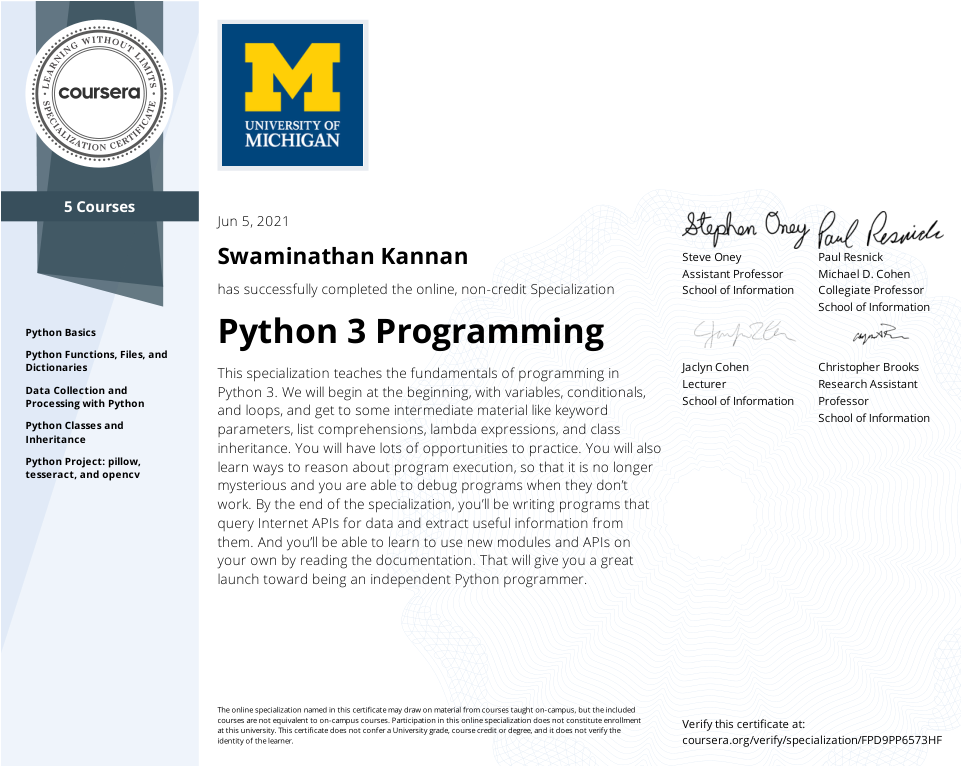 LEARNING WITHOUT LIMITS
coursera
SPECIALIZATION CERTIFICATE
5 Courses
Python Basics
Python Functions, Files, and
Dictionaries
Data Collection and
Processing with Python
Python Classes and
Inheritance
Python Project: pillow,
tesseract, and opencv
M
UNIVERSITY OF
MICHIGAN
Jun 5, 2021
Swaminathan Kannan
has successfully completed the online, non-credit Specialization
Python 3 Programming
This specialization teaches the fundamentals of programming in
Python 3. We will begin at the beginning, with variables, conditionals,
and loops, and get to some intermediate material like keyword
parameters, list comprehensions, lambda expressions, and class
inheritance. You will have lots of opportunities to practice. You will also
learn ways to reason about program execution, so that it is no longer
mysterious and you are able to debug programs when they don't
work. By the end of the specialization, you'll be writing programs that
query Internet APIs for data and extract useful information from
them. And you'll be able to learn to use new modules and APIs on
your own by reading the documentation. That will give you a great
launch toward being an independent Python programmer.
The online specialization named in this certificate may draw on material from courses taught on-campus, but the included
courses are not equivalent to on-campus courses. Participation in this online specialization does not constitute enrollment
at this university. This certificate does not confer a University grade, course credit or degree, and it does not verify the
identity of the learner.
Stephen Oney
Steve Oney
Assistant Professor
School of Information
Paul Resnick
Paul Resnick
Michael D. Cohen
Collegiate Professor
School of Information
Jaclyn Cohen
Lecturer
School of Information
Christopher Brooks
Research Assistant
Professor
School of Information
Verify this certificate at:
coursera.org/verify/specialization/FPD9PP6573HF